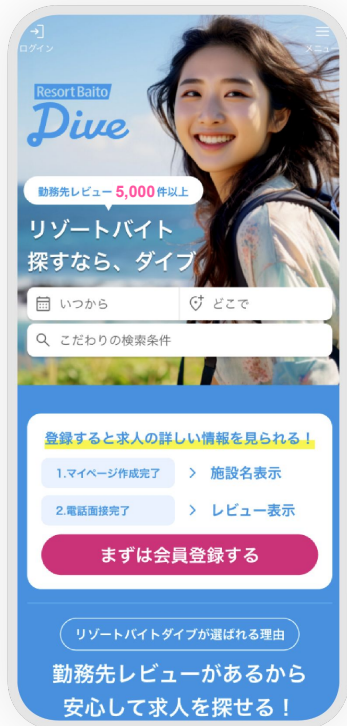 ログイン
メニュー
Resort Baito
Dive
勤務先レビュー 5,000件以上
リゾートバイト
探すなら、ダイブ
いつから
どこで
こだわりの検索条件
登録すると求人の詳しい情報を見られる！
1.マイページ作成完了 > 施設名表示
2.電話面接完了 > レビュー表示
まずは会員登録する
リゾートバイトダイブが選ばれる理由
勤務先レビューがあるから
安心して求人を探せる！